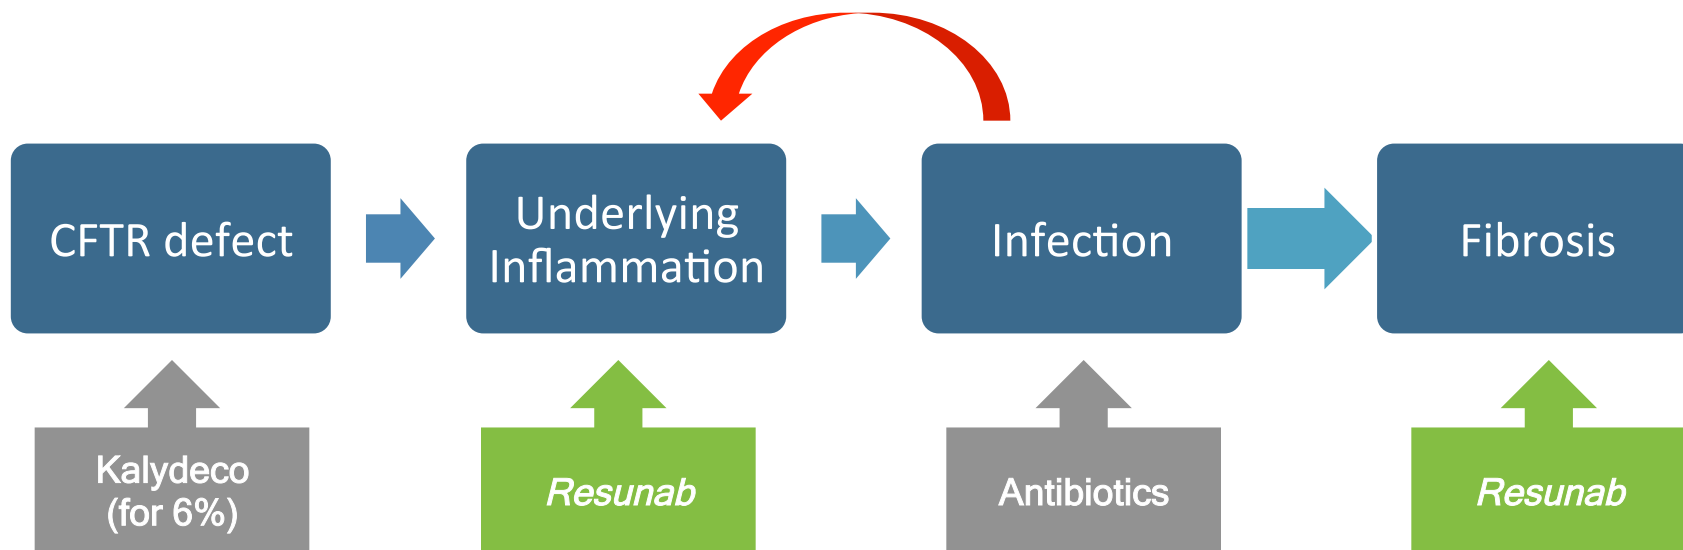 CFTR defect
Underlying
Inflammation
Infection
Fibrosis
Kalydeco
(for 6%)
Resunab
Antibiotics
Resunab